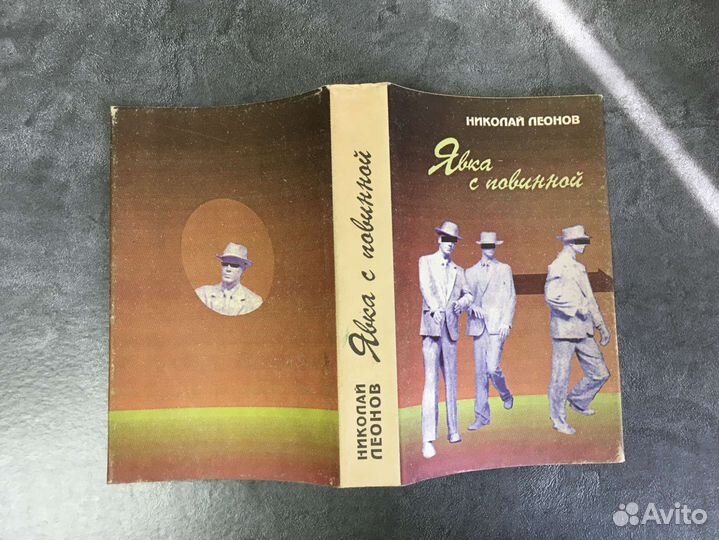 НИКОЛАЙ ЛЕОНОВ
Явка
с повинной
НИКОЛАЙ
ЛЕОНОВ
Явка с повинной
Avito